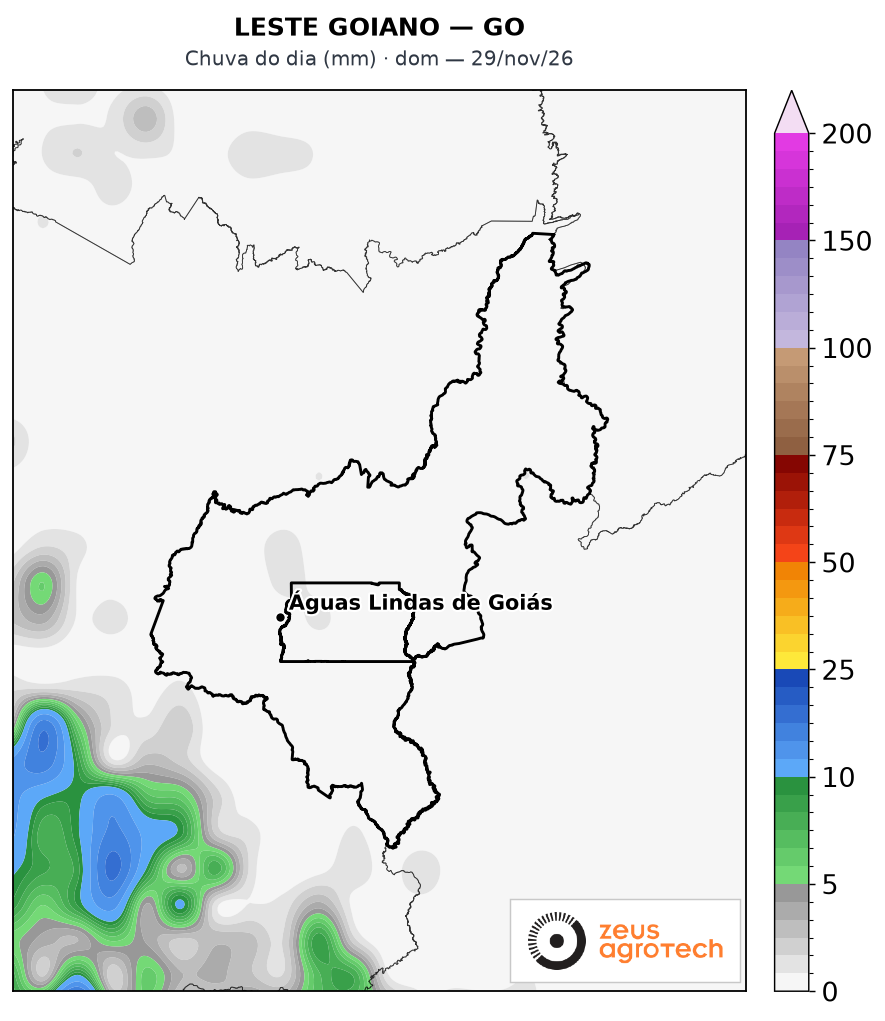 LESTE GOIANO — GO
Chuva do dia (mm) · dom — 29/nov/26
200
150
100
75
50
25
10
5
0
Águas Lindas de Goiás
zeus
agrotech